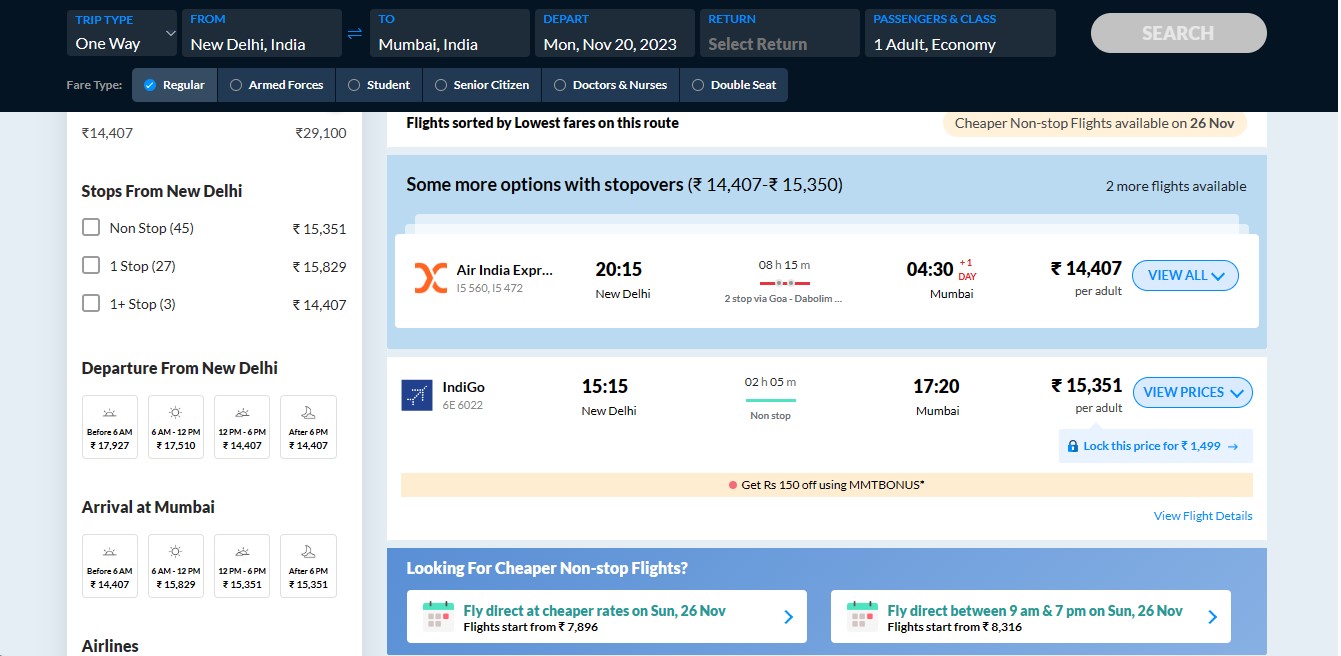 TRIP TYPE
One Way
FROM
New Delhi, India
TO
Mumbai, India
DEPART
Mon, Nov 20, 2023
RETURN
Select Return
PASSENGERS & CLASS
1 Adult, Economy
SEARCH
Fare Type:
Regular
Armed Forces
Student
Senior Citizen
Doctors & Nurses
Double Seat
₹14,407 ₹29,100
Stops From New Delhi
Non Stop (45) ₹ 15,351
1 Stop (27) ₹ 15,829
1+ Stop (3) ₹ 14,407
Departure From New Delhi
Before 6 AM
₹ 17,927
6 AM - 12 PM
₹ 17,510
12 PM - 6 PM
₹ 14,407
After 6 PM
₹ 14,407
Arrival at Mumbai
Before 6 AM
₹ 14,407
6 AM - 12 PM
₹ 15,829
12 PM - 6 PM
₹ 15,351
After 6 PM
₹ 15,351
Airlines
Flights sorted by Lowest fares on this route
Cheaper Non-stop Flights available on 26 Nov
Some more options with stopovers (₹ 14,407-₹ 15,350)
2 more flights available
Air India Expr...
I5 560, I5 472
20:15
New Delhi
08 h 15 m
2 stop via Goa - Dabolim ...
04:30 +1 DAY
Mumbai
₹ 14,407
per adult
VIEW ALL
IndiGo
6E 6022
15:15
New Delhi
02 h 05 m
Non stop
17:20
Mumbai
₹ 15,351
per adult
VIEW PRICES
Lock this price for ₹ 1,499 →
Get Rs 150 off using MMTBONUS*
View Flight Details
Looking For Cheaper Non-stop Flights?
Fly direct at cheaper rates on Sun, 26 Nov
Flights start from ₹ 7,896
Fly direct between 9 am & 7 pm on Sun, 26 Nov
Flights start from ₹ 8,316